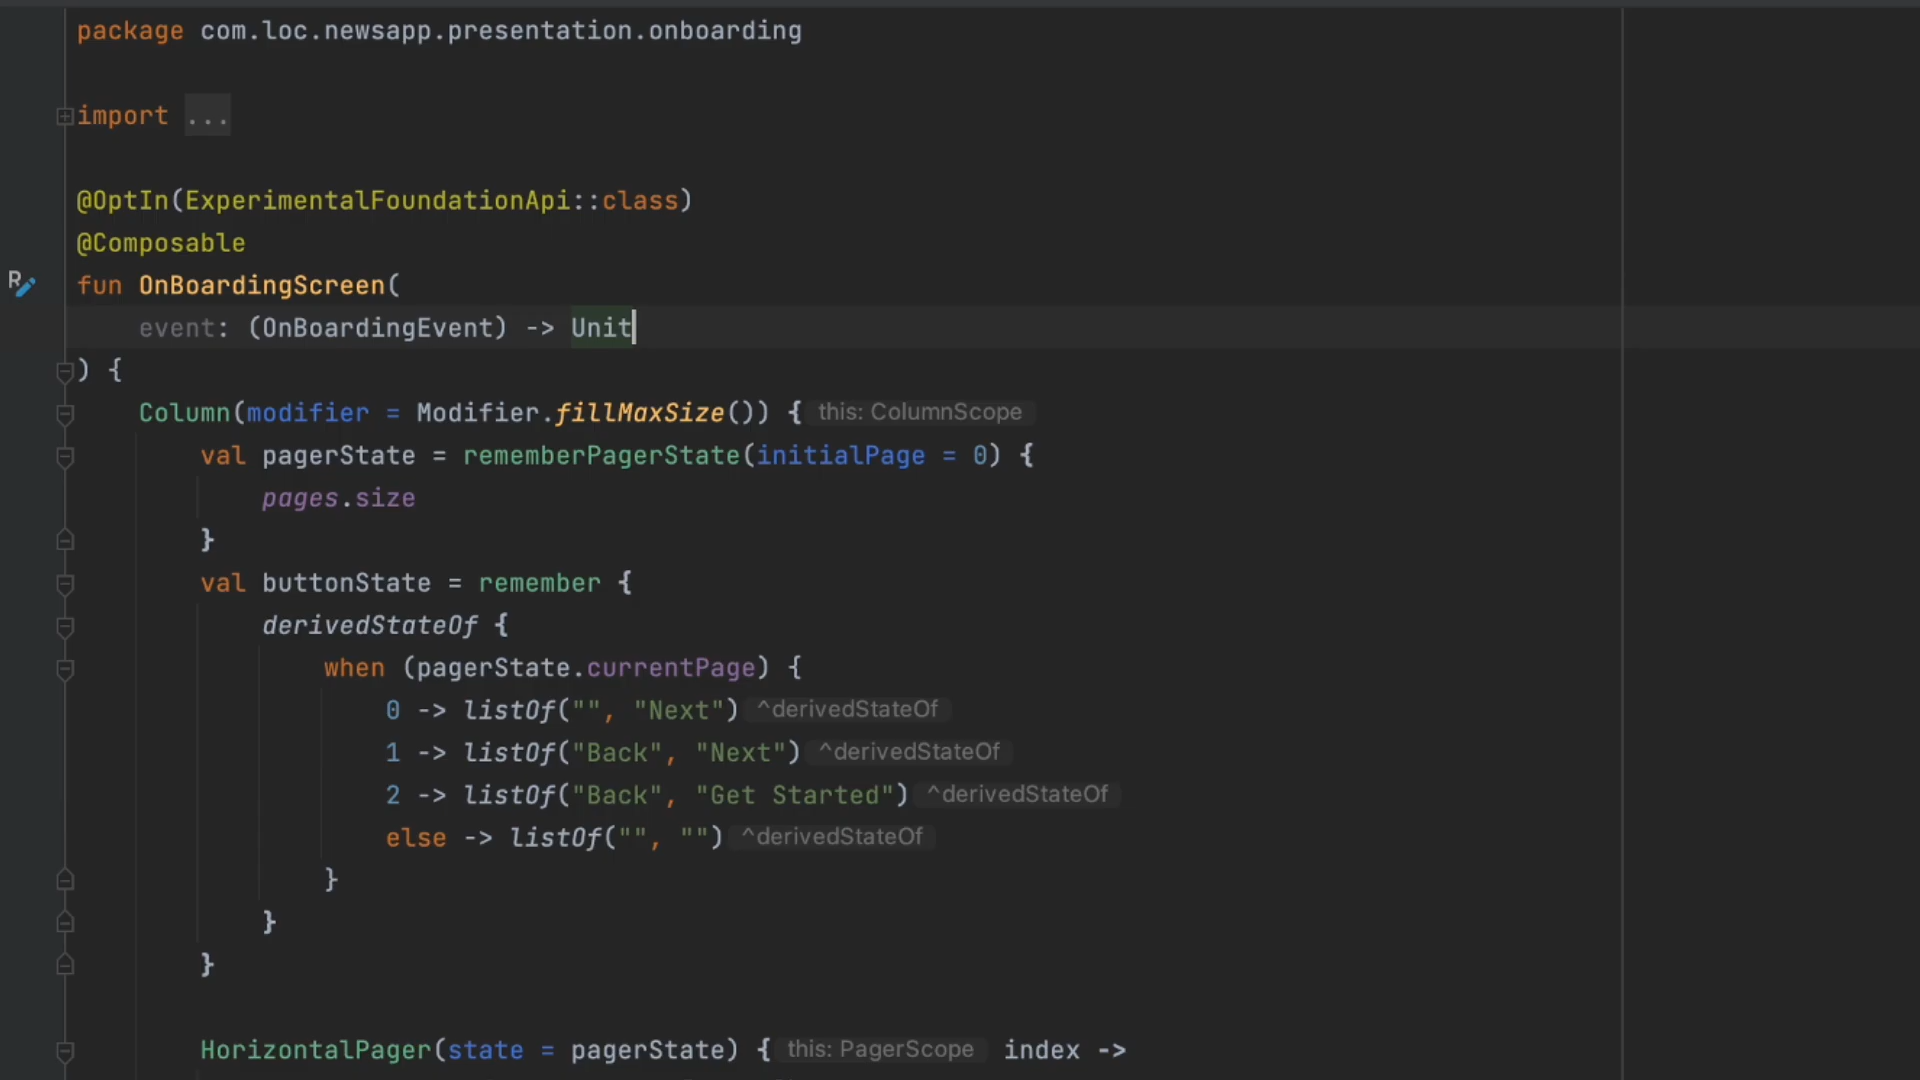 package com.loc.newsapp.presentation.onboarding
import ...
@OptIn(ExperimentalFoundationApi::class)
@Composable
fun OnBoardingScreen(
    event: (OnBoardingEvent) -> Unit
) {
    Column(modifier = Modifier.fillMaxSize()) { this: ColumnScope
        val pagerState = rememberPagerState(initialPage = 0) {
            pages.size
        }
        val buttonState = remember {
            derivedStateOf {
                when (pagerState.currentPage) {
                    0 -> listOf("", "Next") ^derivedStateOf
                    1 -> listOf("Back", "Next") ^derivedStateOf
                    2 -> listOf("Back", "Get Started") ^derivedStateOf
                    else -> listOf("", "") ^derivedStateOf
                }
            }
        }
        HorizontalPager(state = pagerState) { this: PagerScope index ->